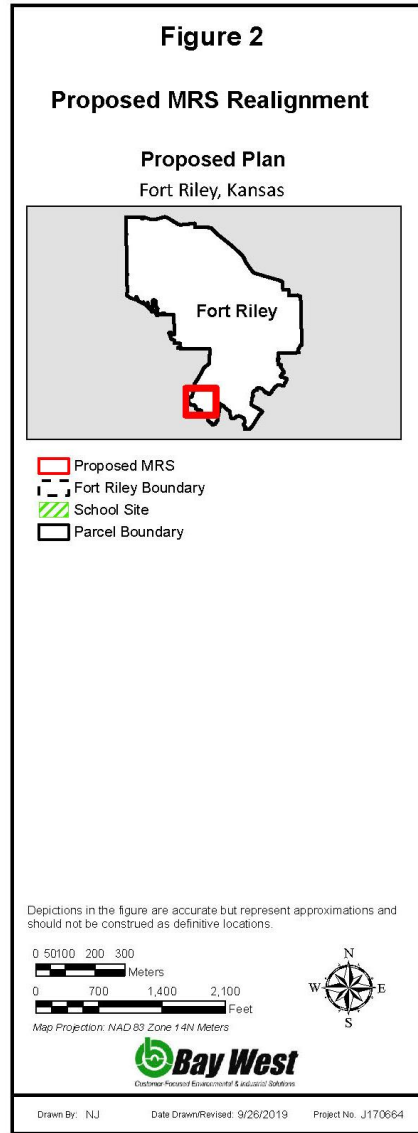 Figure 2
Proposed MRS Realignment
Proposed Plan
Fort Riley, Kansas
Fort Riley
Proposed MRS
Fort Riley Boundary
School Site
Parcel Boundary
Depictions in the figure are accurate but represent approximations and
should not be construed as definitive locations.
0 50100 200 300
Meters
0 700 1,400 2,100
Feet
Map Projection: NAD 83 Zone 14N Meters
N
W E
S
Bay West
Customer-Focused Environmental & Industrial Solutions
Drawn By: NJ Date Drawn/Revised: 9/26/2019 Project No. J170664